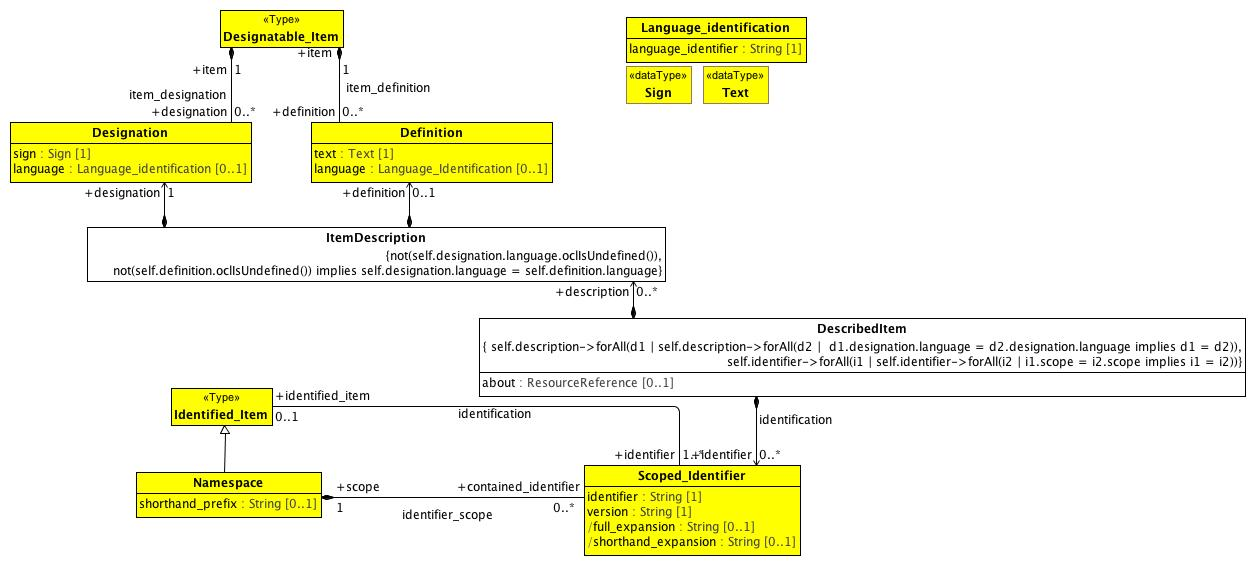 «Type»
Designatable_Item
+item
+item
1
1
item_designation
item_definition
+designation
0..*
+definition
0..*
Language_identification
language_identifier : String [1]
«dataType»
Sign
«dataType»
Text
Designation
sign : Sign [1]
language : Language_identification [0..1]
Definition
text : Text [1]
language : Language_Identification [0..1]
+designation
1
+definition
0..1
ItemDescription
{not(self.designation.language.oclIsUndefined()),
not(self.definition.oclIsUndefined()) implies self.designation.language = self.definition.language}
+description
0..*
DescribedItem
{ self.description->forAll(d1 | self.description->forAll(d2 | d1.designation.language = d2.designation.language implies d1 = d2)),
self.identifier->forAll(i1 | self.identifier->forAll(i2 | i1.scope = i2.scope implies i1 = i2))}
about : ResourceReference [0..1]
«Type»
Identified_Item
+identified_item
0..1
identification
identification
+identifier
1..*
+identifier
0..*
Namespace
shorthand_prefix : String [0..1]
+scope
1
identifier_scope
+contained_identifier
0..*
Scoped_Identifier
identifier : String [1]
version : String [1]
/full_expansion : String [0..1]
/shorthand_expansion : String [0..1]